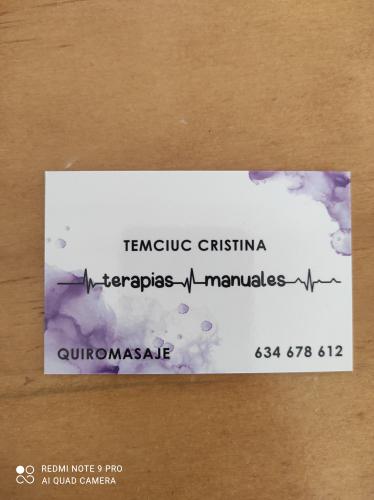 TEMCIUC CRISTINA
terapias manuales
QUIROMASAJE
634 678 612
REDMI NOTE 9 PRO
AI QUAD CAMERA